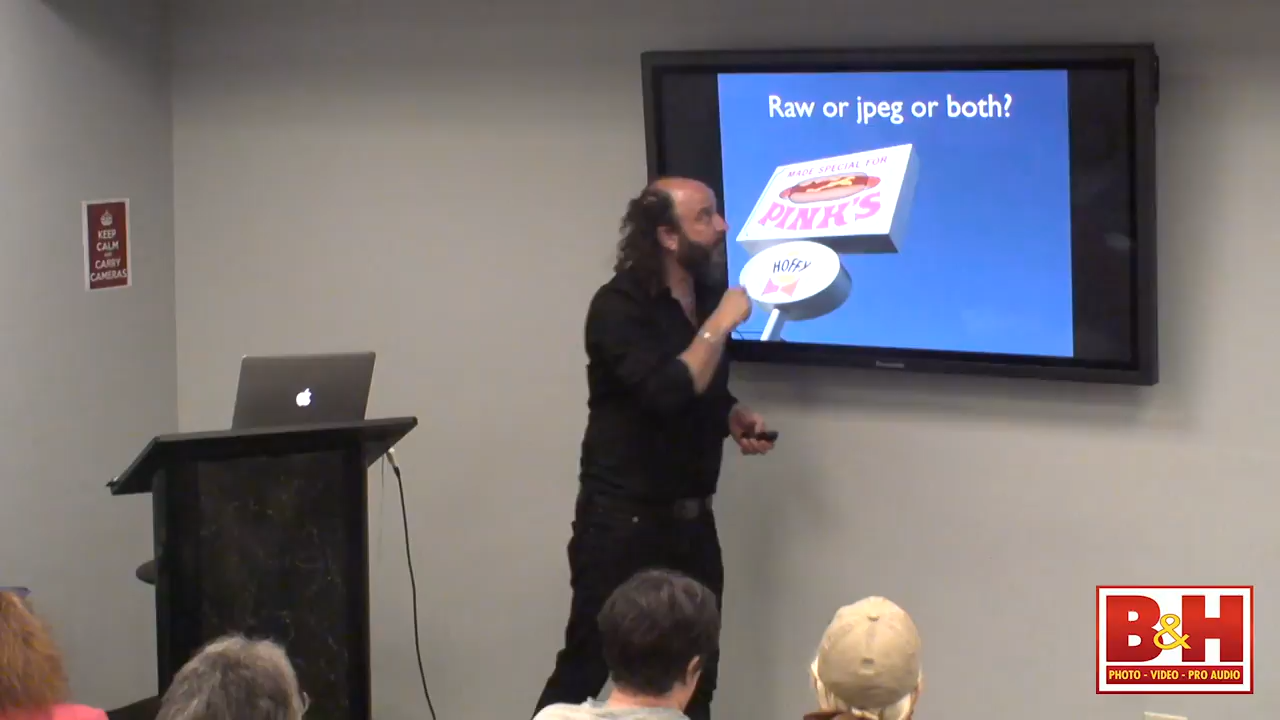 Raw or jpeg or both?
MADE SPECIAL FOR
PINK'S
HOFFY
KEEP
CALM
AND
CARRY
CAMERAS
B&H
PHOTO - VIDEO - PRO AUDIO